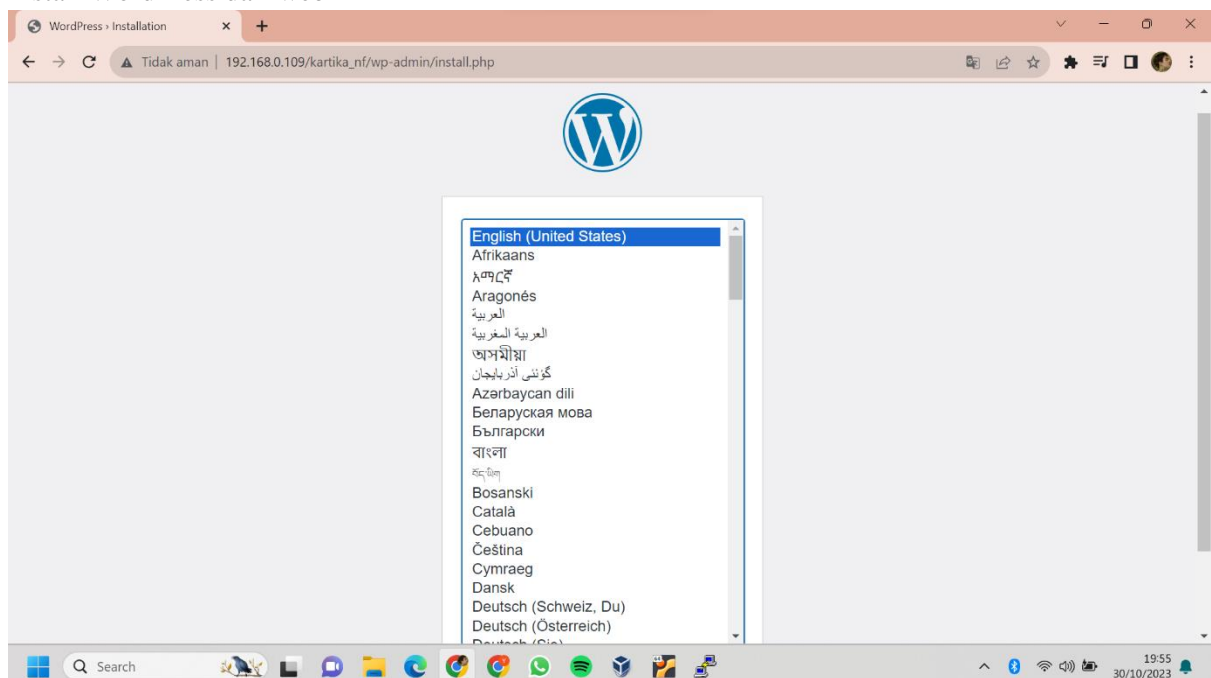 WordPress › Installation
Tidak aman | 192.168.0.109/kartika_nf/wp-admin/install.php
English (United States)
Afrikaans
አማርኛ
Aragonés
العربية
العربية المغربية
অসমীয়া
گؤنئی آذربایجان
Azərbaycan dili
Беларуская мова
Български
বাংলা
བོད་ཡིག
Bosanski
Català
Cebuano
Čeština
Cymraeg
Dansk
Deutsch (Schweiz, Du)
Deutsch (Österreich)
Deutsch (Sie)
Search
19:55
30/10/2023